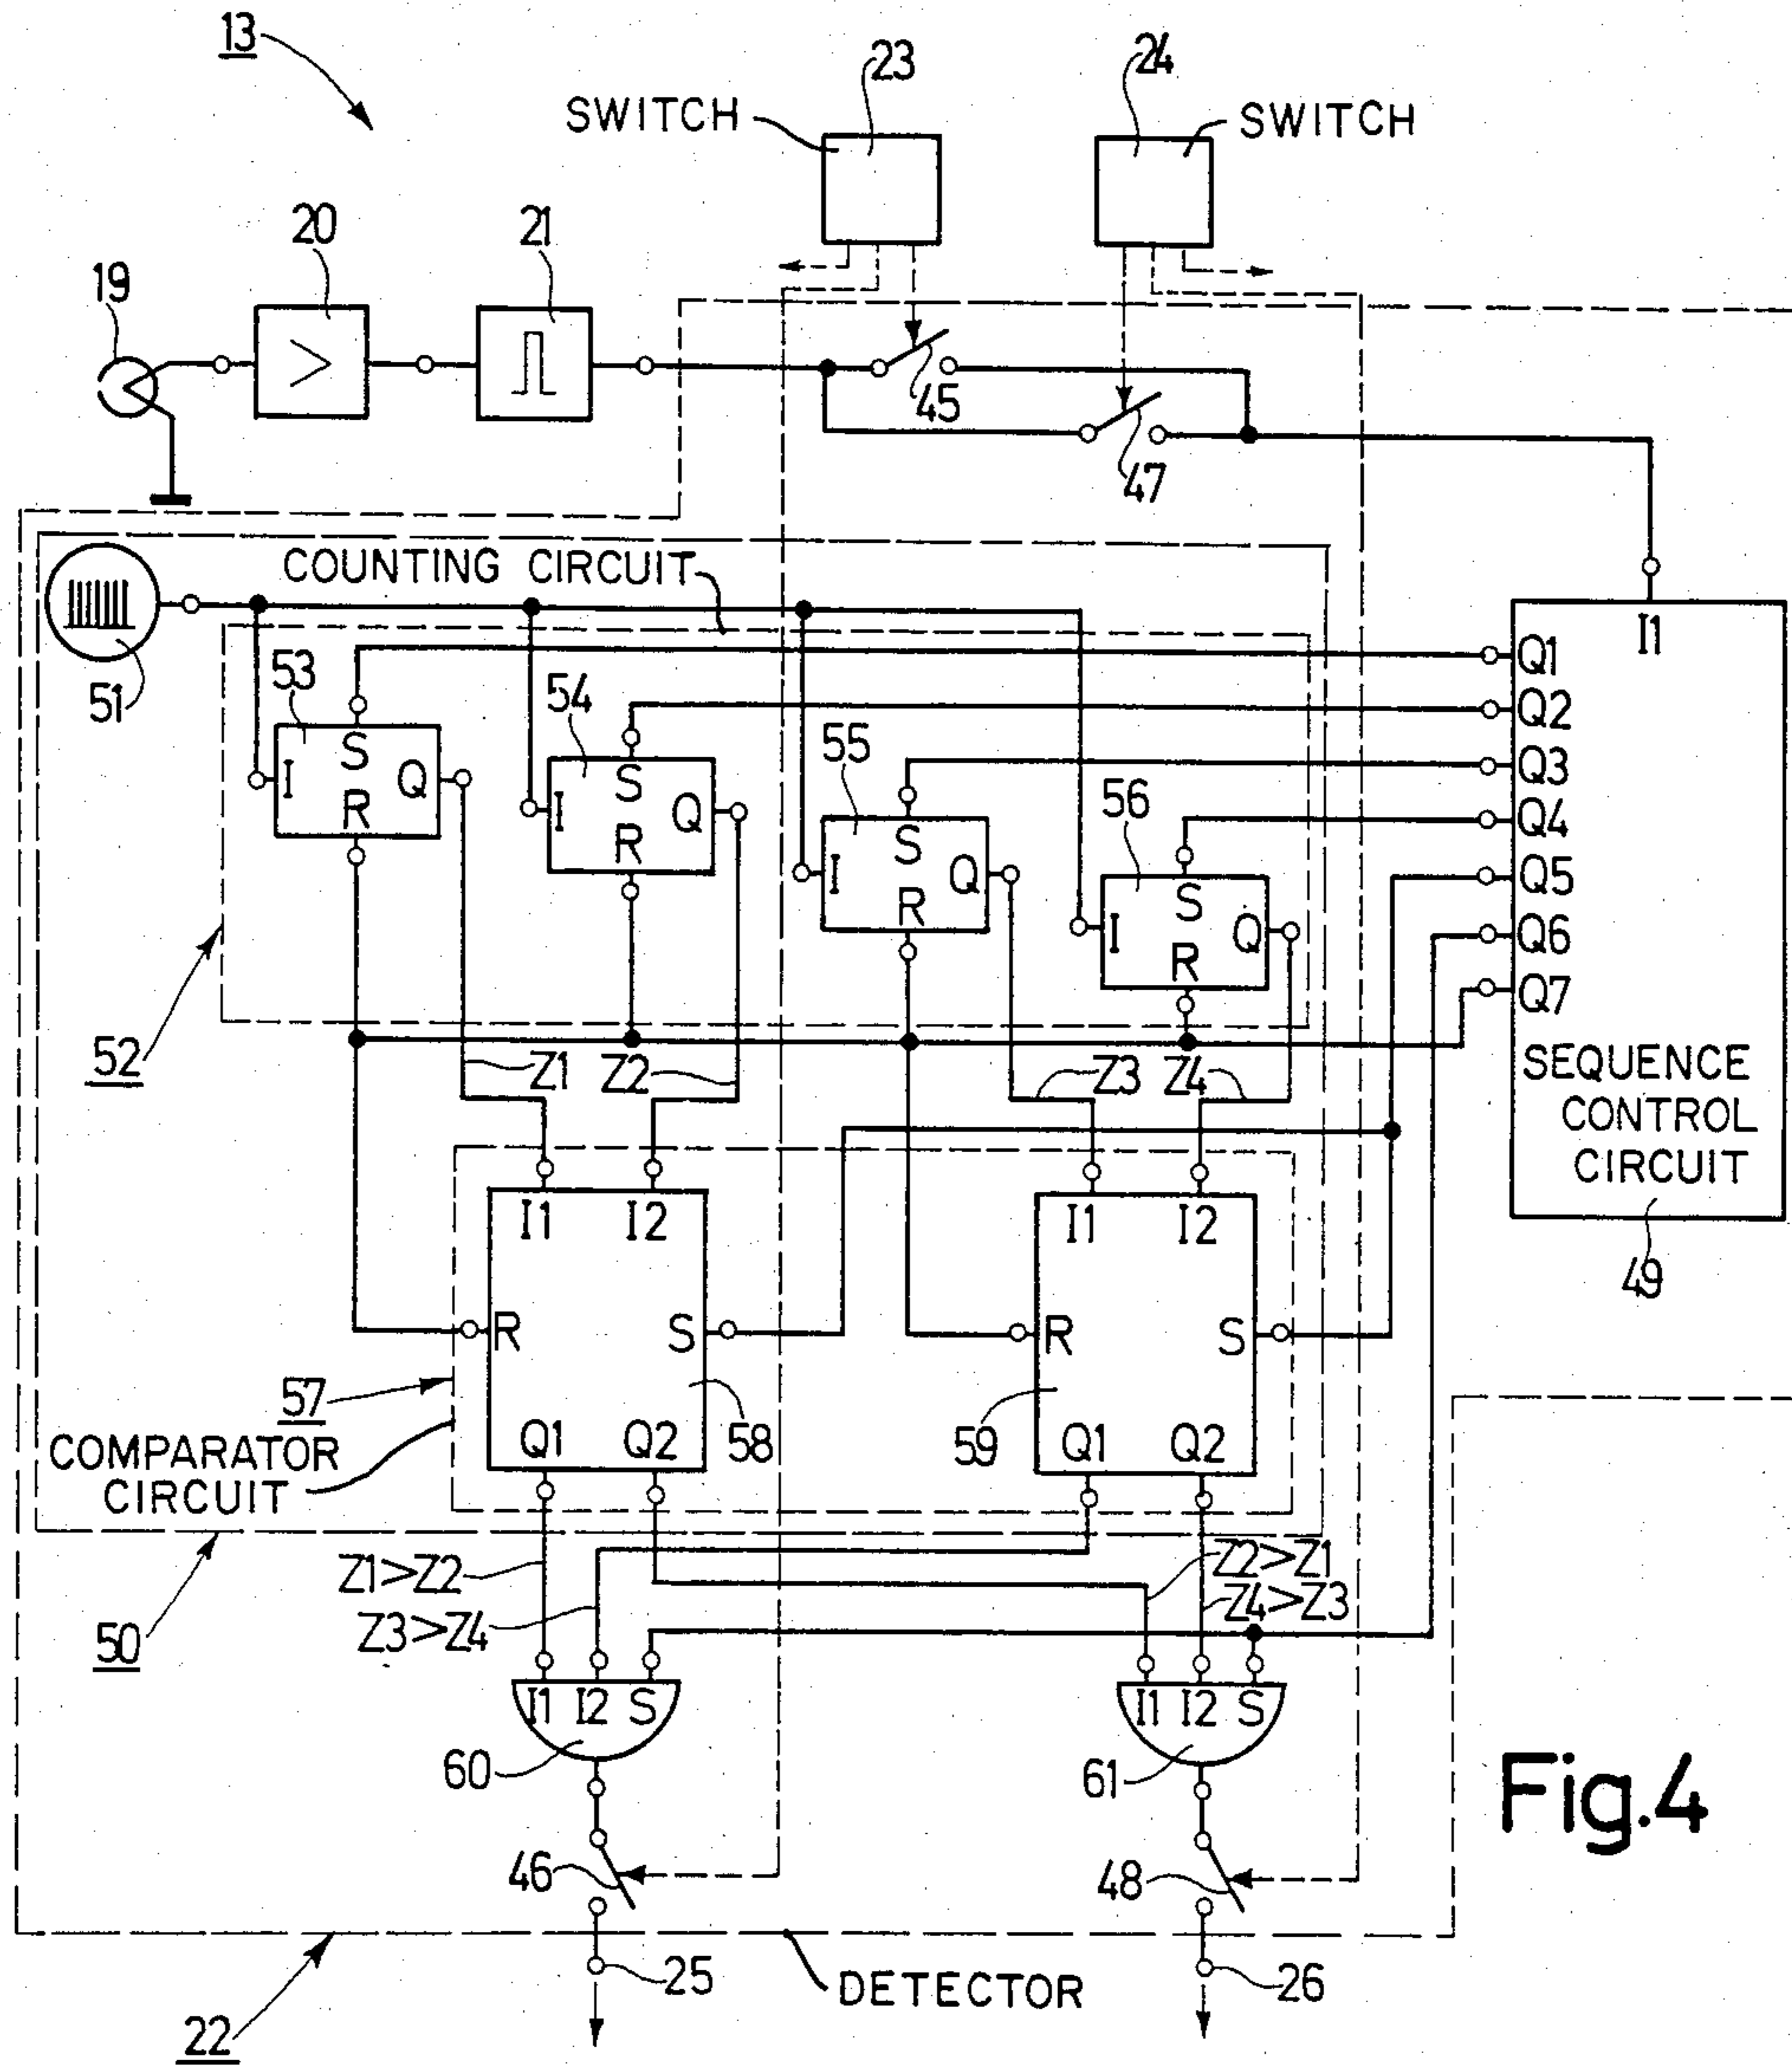 13
23
24
SWITCH
SWITCH
20
21
19
>
45
47
COUNTING CIRCUIT
51
I1
53
54
55
56
S
I Q
R
S
I Q
R
S
I Q
R
S
I Q
R
Q1
Q2
Q3
Q4
Q5
Q6
Q7
SEQUENCE
CONTROL
CIRCUIT
49
52
Z1 Z2 Z3 Z4
I1 I2
R S
Q1 Q2
58
I1 I2
R S
Q1 Q2
59
57
COMPARATOR
CIRCUIT
50
Z1>Z2
Z3>Z4
Z2>Z1
Z4>Z3
I1 I2 S
60
I1 I2 S
61
46
48
25
26
DETECTOR
22
Fig.4